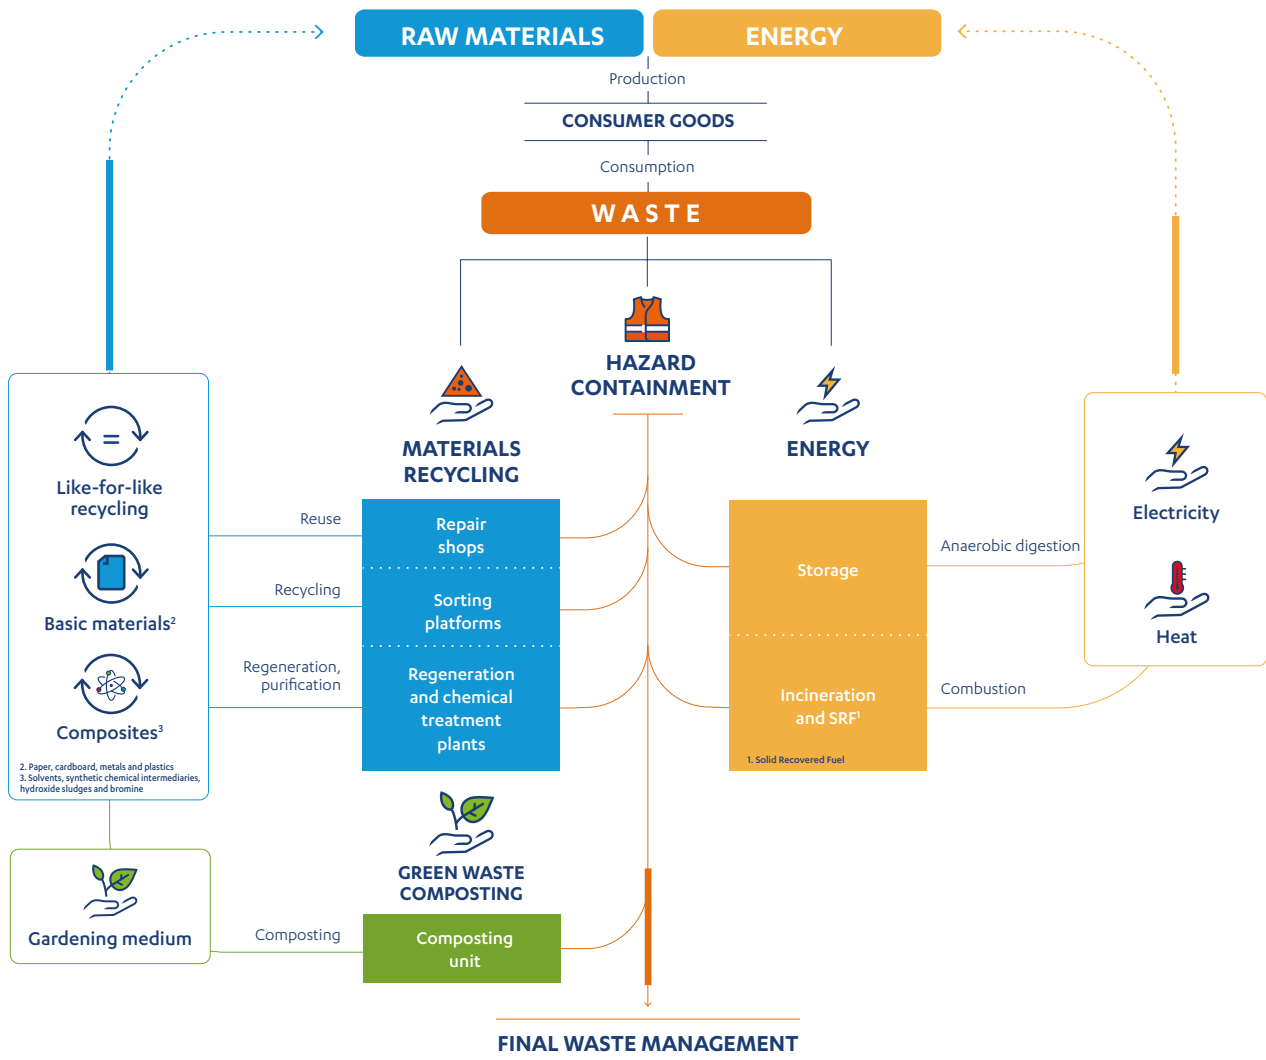 RAW MATERIALS
ENERGY
Production
CONSUMER GOODS
Consumption
WASTE
HAZARD
CONTAINMENT
MATERIALS
RECYCLING
ENERGY
Like-for-like
recycling
Basic materials²
Composites³
2. Paper, cardboard, metals and plastics
3. Solvents, synthetic chemical intermediaries,
hydroxide sludges and bromine
Reuse
Recycling
Regeneration,
purification
Repair
shops
Sorting
platforms
Regeneration
and chemical
treatment
plants
Storage
Incineration
and SRF¹
1. Solid Recovered Fuel
Anaerobic digestion
Combustion
Electricity
Heat
GREEN WASTE
COMPOSTING
Gardening medium
Composting
Composting
unit
FINAL WASTE MANAGEMENT